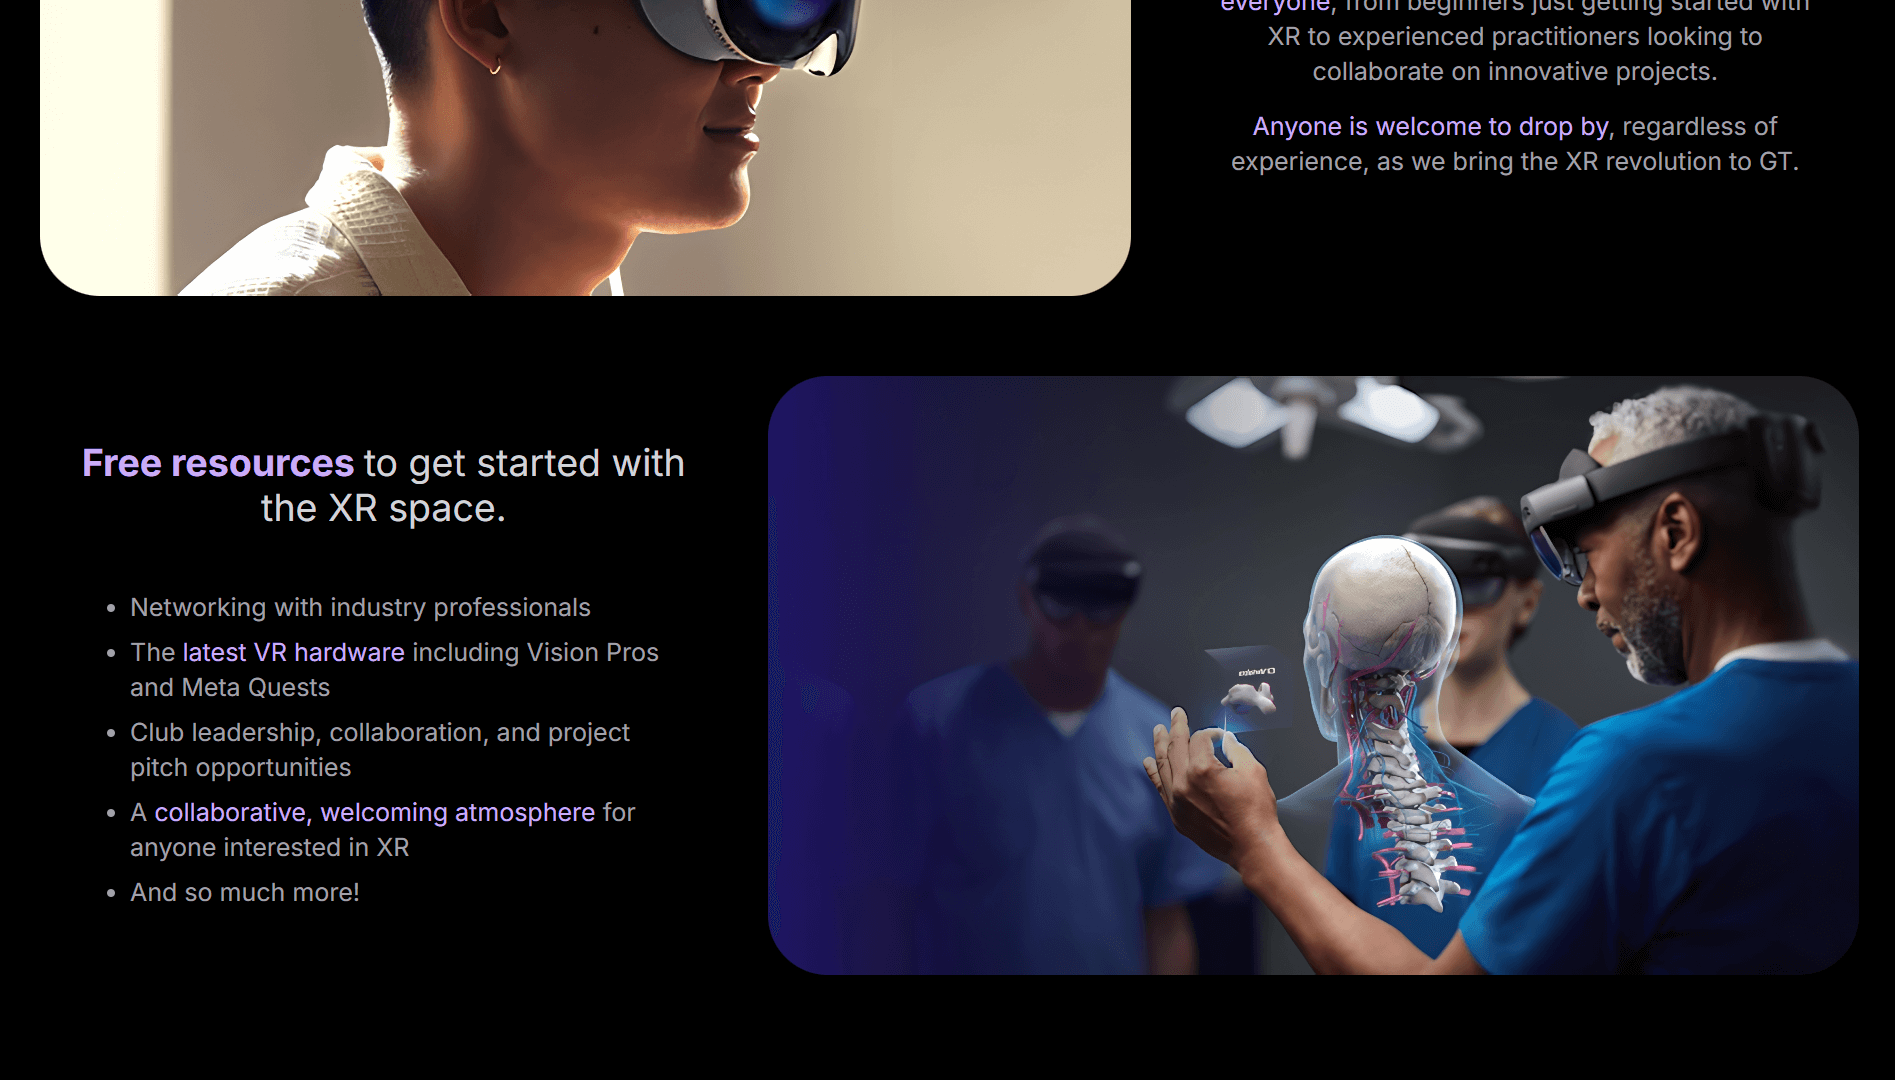 everyone, from beginners just getting started with
XR to experienced practitioners looking to
collaborate on innovative projects.
Anyone is welcome to drop by, regardless of
experience, as we bring the XR revolution to GT.
Free resources to get started with
the XR space.
• Networking with industry professionals
• The latest VR hardware including Vision Pros
and Meta Quests
• Club leadership, collaboration, and project
pitch opportunities
• A collaborative, welcoming atmosphere for
anyone interested in XR
• And so much more!